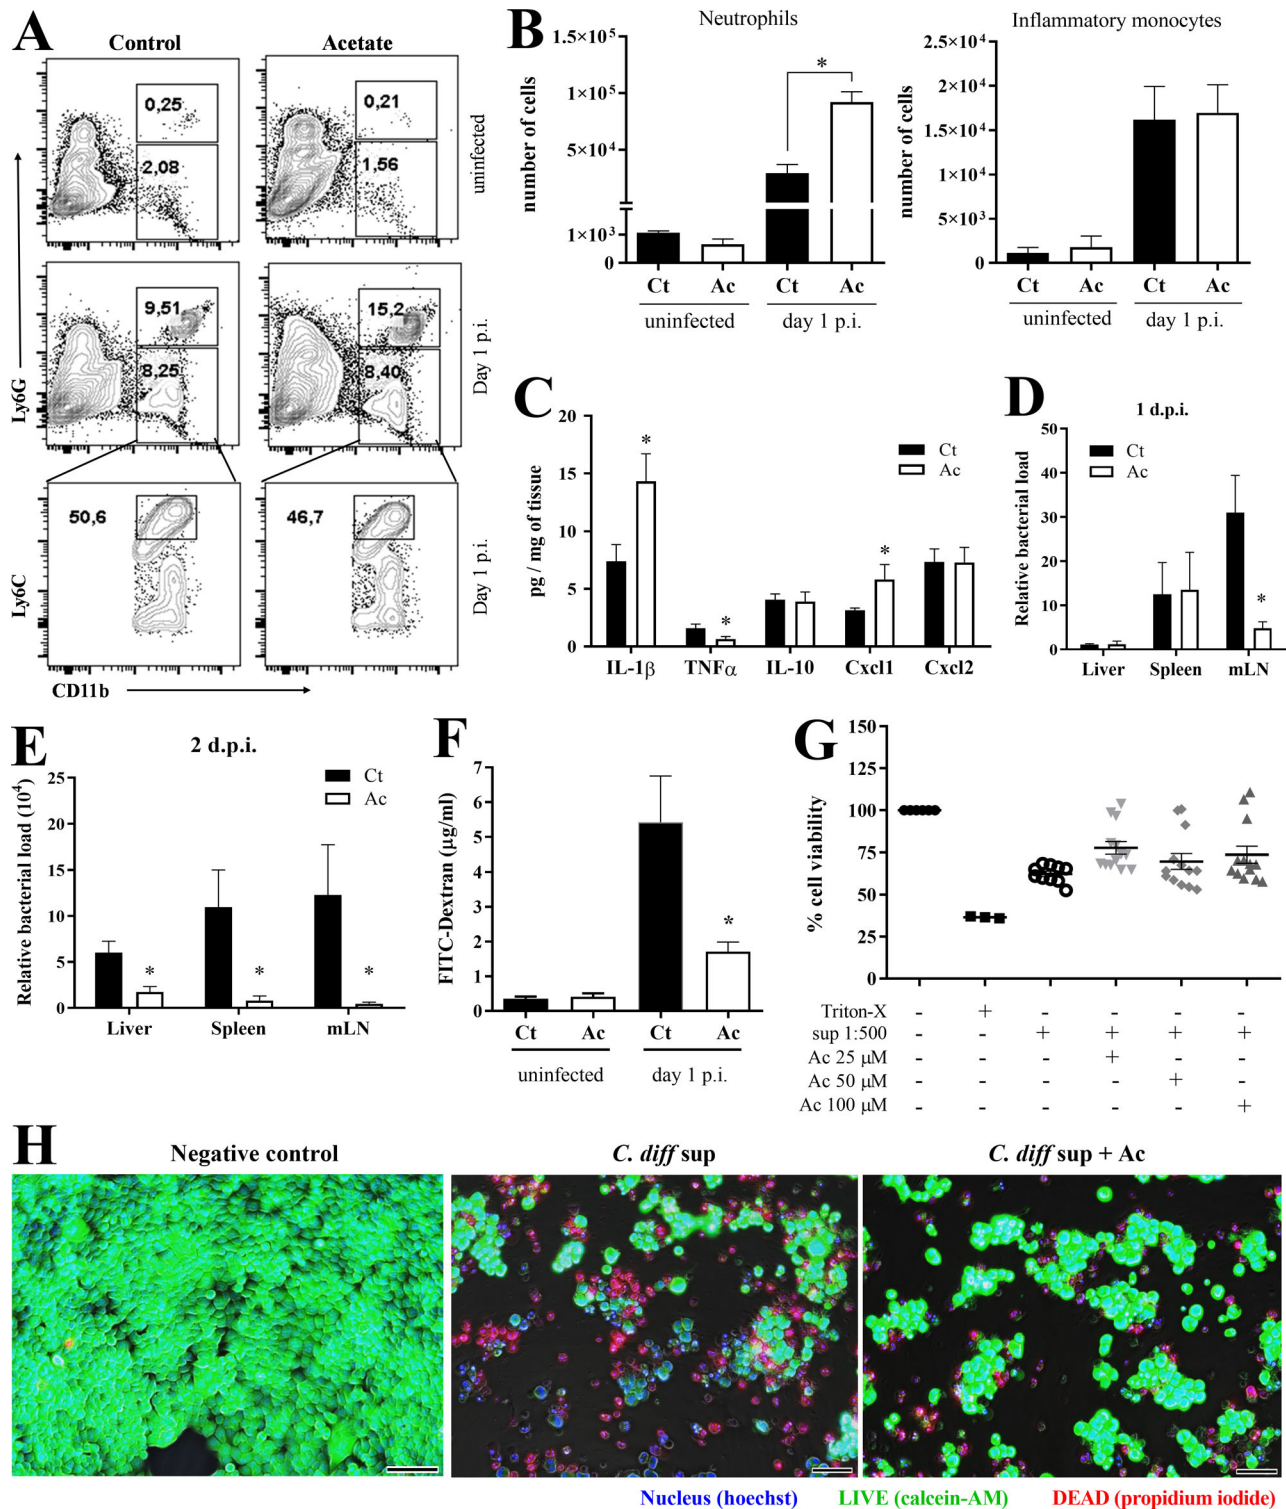 A
Control
Acetate
0,25
0,21
2,08
1,56
uninfected
9,51
15,2
8,25
8,40
Day 1 p.i.
Ly6G
50,6
46,7
Day 1 p.i.
Ly6C
CD11b
B
Neutrophils
number of cells
1.5×10⁵
1×10⁵
5×10⁴
1×10³
0
*
Ct Ac Ct Ac
uninfected day 1 p.i.
Inflammatory monocytes
number of cells
2.5×10⁴
2×10⁴
1.5×10⁴
1×10⁴
5×10³
0
Ct Ac Ct Ac
uninfected day 1 p.i.
C
pg / mg of tissue
20
15
10
5
0
Ct
Ac
* * *
IL-1β TNFα IL-10 Cxcl1 Cxcl2
D
1 d.p.i.
Relative bacterial load
50
40
30
20
10
0
Ct
Ac
*
Liver Spleen mLN
E
2 d.p.i.
Relative bacterial load (10⁴)
25
20
15
10
5
0
Ct
Ac
* * *
Liver Spleen mLN
F
FITC-Dextran (µg/ml)
7
6
5
4
3
2
1
0
*
Ct Ac Ct Ac
uninfected day 1 p.i.
G
% cell viability
150
125
100
75
50
25
0
Triton-X - + - - - -
sup 1:500 - - + + + +
Ac 25 µM - - - + - -
Ac 50 µM - - - - + -
Ac 100 µM - - - - - +
H
Negative control
C. diff sup
C. diff sup + Ac
Nucleus (hoechst) LIVE (calcein-AM) DEAD (propidium iodide)